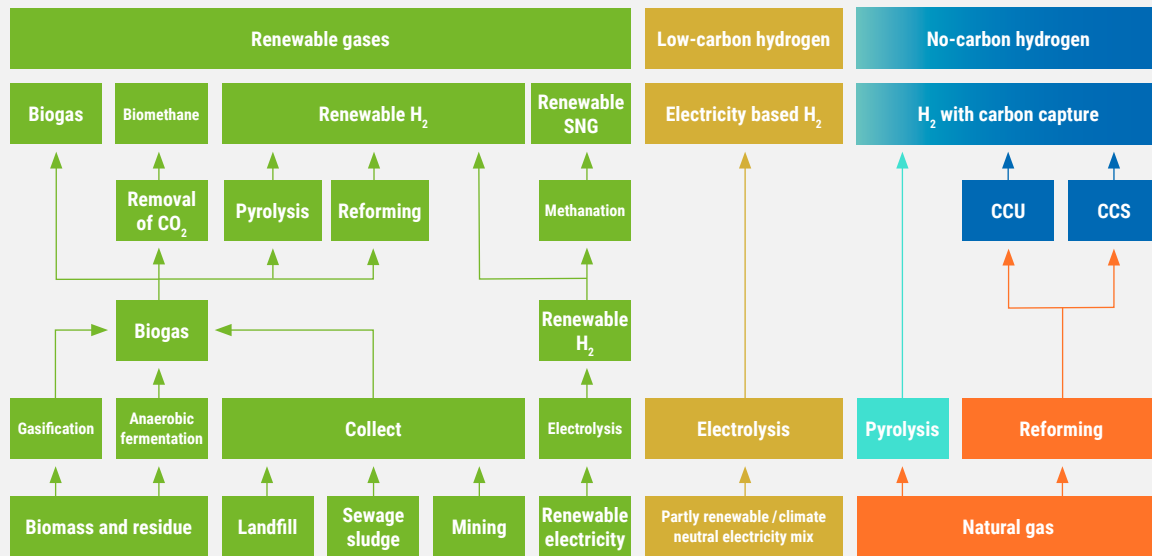 Renewable gases
Low-carbon hydrogen
No-carbon hydrogen
Biogas
Biomethane
Renewable H₂
Renewable
SNG
Electricity based H₂
H₂ with carbon capture
Removal
of CO₂
Pyrolysis
Reforming
Methanation
CCU
CCS
Biogas
Renewable
H₂
Gasification
Anaerobic
fermentation
Collect
Electrolysis
Electrolysis
Pyrolysis
Reforming
Biomass and residue
Landfill
Sewage
sludge
Mining
Renewable
electricity
Partly renewable/climate
neutral electricity mix
Natural gas